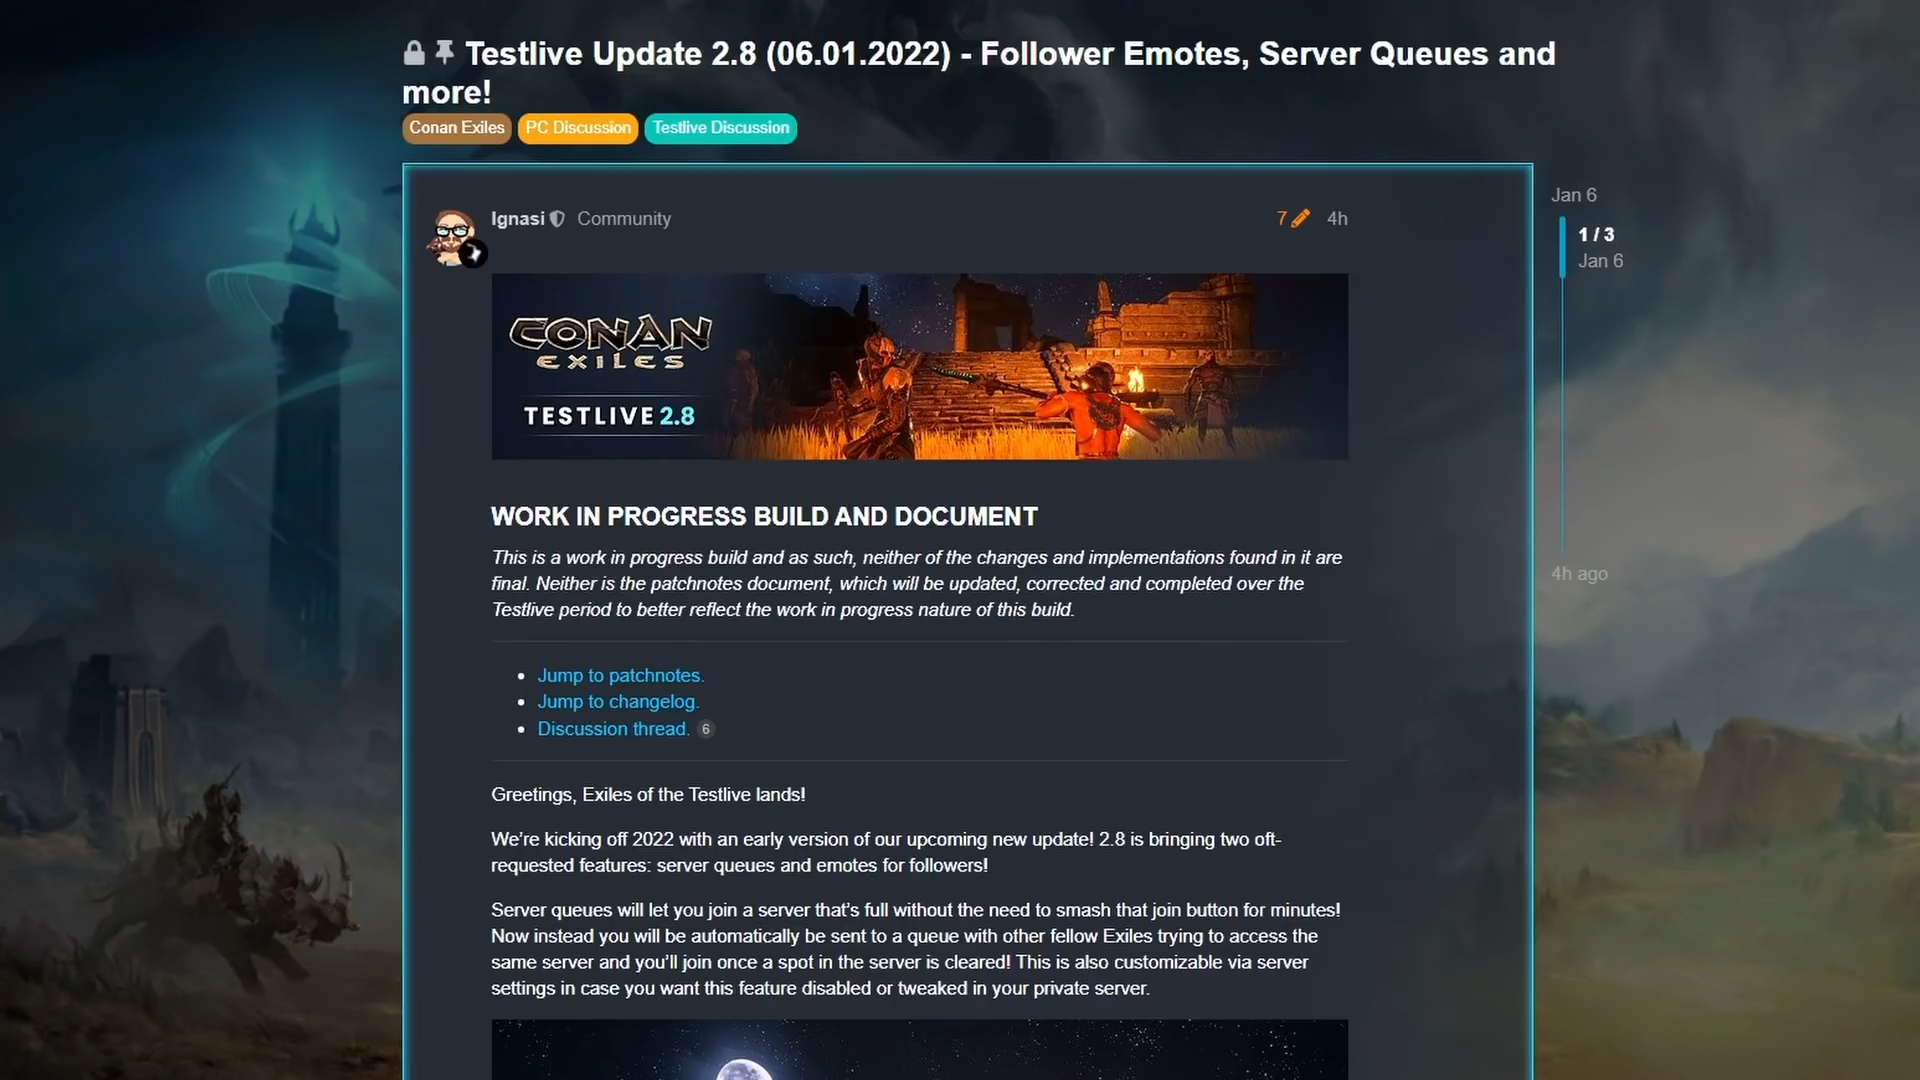 Testlive Update 2.8 (06.01.2022) - Follower Emotes, Server Queues and
more!
Conan Exiles PC Discussion Testlive Discussion
Jan 6
Ignasi Community 7 4h
1 / 3
Jan 6
CONAN
EXILES
TESTLIVE 2.8
WORK IN PROGRESS BUILD AND DOCUMENT
This is a work in progress build and as such, neither of the changes and implementations found in it are
final. Neither is the patchnotes document, which will be updated, corrected and completed over the
Testlive period to better reflect the work in progress nature of this build.
4h ago
Jump to patchnotes.
Jump to changelog.
Discussion thread. 6
Greetings, Exiles of the Testlive lands!
We’re kicking off 2022 with an early version of our upcoming new update! 2.8 is bringing two oft-
requested features: server queues and emotes for followers!
Server queues will let you join a server that’s full without the need to smash that join button for minutes!
Now instead you will be automatically be sent to a queue with other fellow Exiles trying to access the
same server and you’ll join once a spot in the server is cleared! This is also customizable via server
settings in case you want this feature disabled or tweaked in your private server.